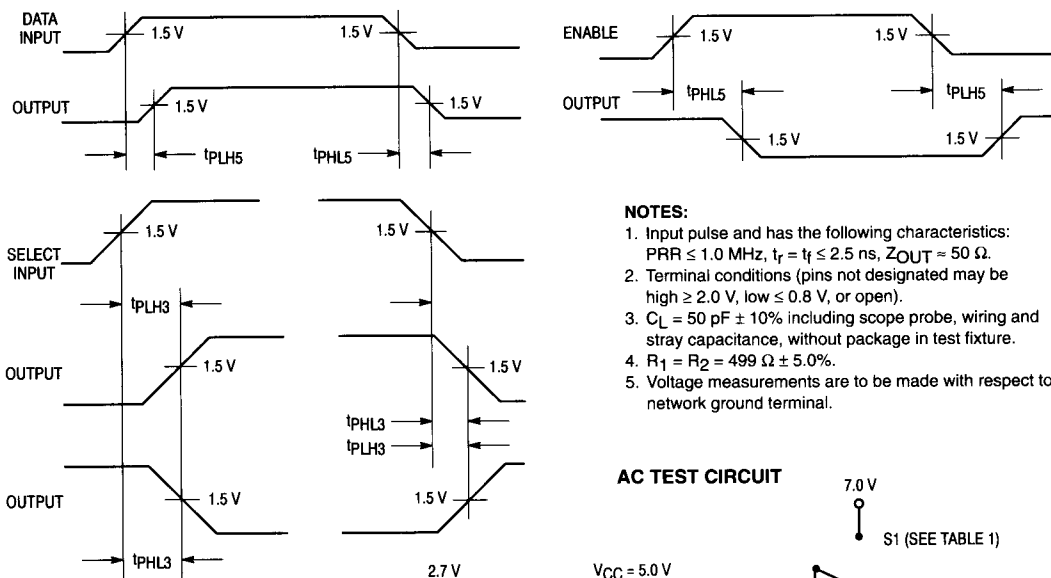 DATA
INPUT
1.5 V
1.5 V
OUTPUT
1.5 V
1.5 V
tPLH5
tPHL5
ENABLE
1.5 V
1.5 V
OUTPUT
tPHL5
tPLH5
1.5 V
1.5 V
SELECT
INPUT
1.5 V
1.5 V
tPLH3
OUTPUT
1.5 V
1.5 V
tPHL3
tPLH3
OUTPUT
1.5 V
1.5 V
tPHL3
2.7 V
NOTES:
1. Input pulse and has the following characteristics:
PRR ≤ 1.0 MHz, tr = tf ≤ 2.5 ns, ZOUT ≈ 50 Ω.
2. Terminal conditions (pins not designated may be
high ≥ 2.0 V, low ≤ 0.8 V, or open).
3. CL = 50 pF ± 10% including scope probe, wiring and
stray capacitance, without package in test fixture.
4. R1 = R2 = 499 Ω ± 5.0%.
5. Voltage measurements are to be made with respect to
network ground terminal.
AC TEST CIRCUIT
7.0 V
S1 (SEE TABLE 1)
VCC = 5.0 V